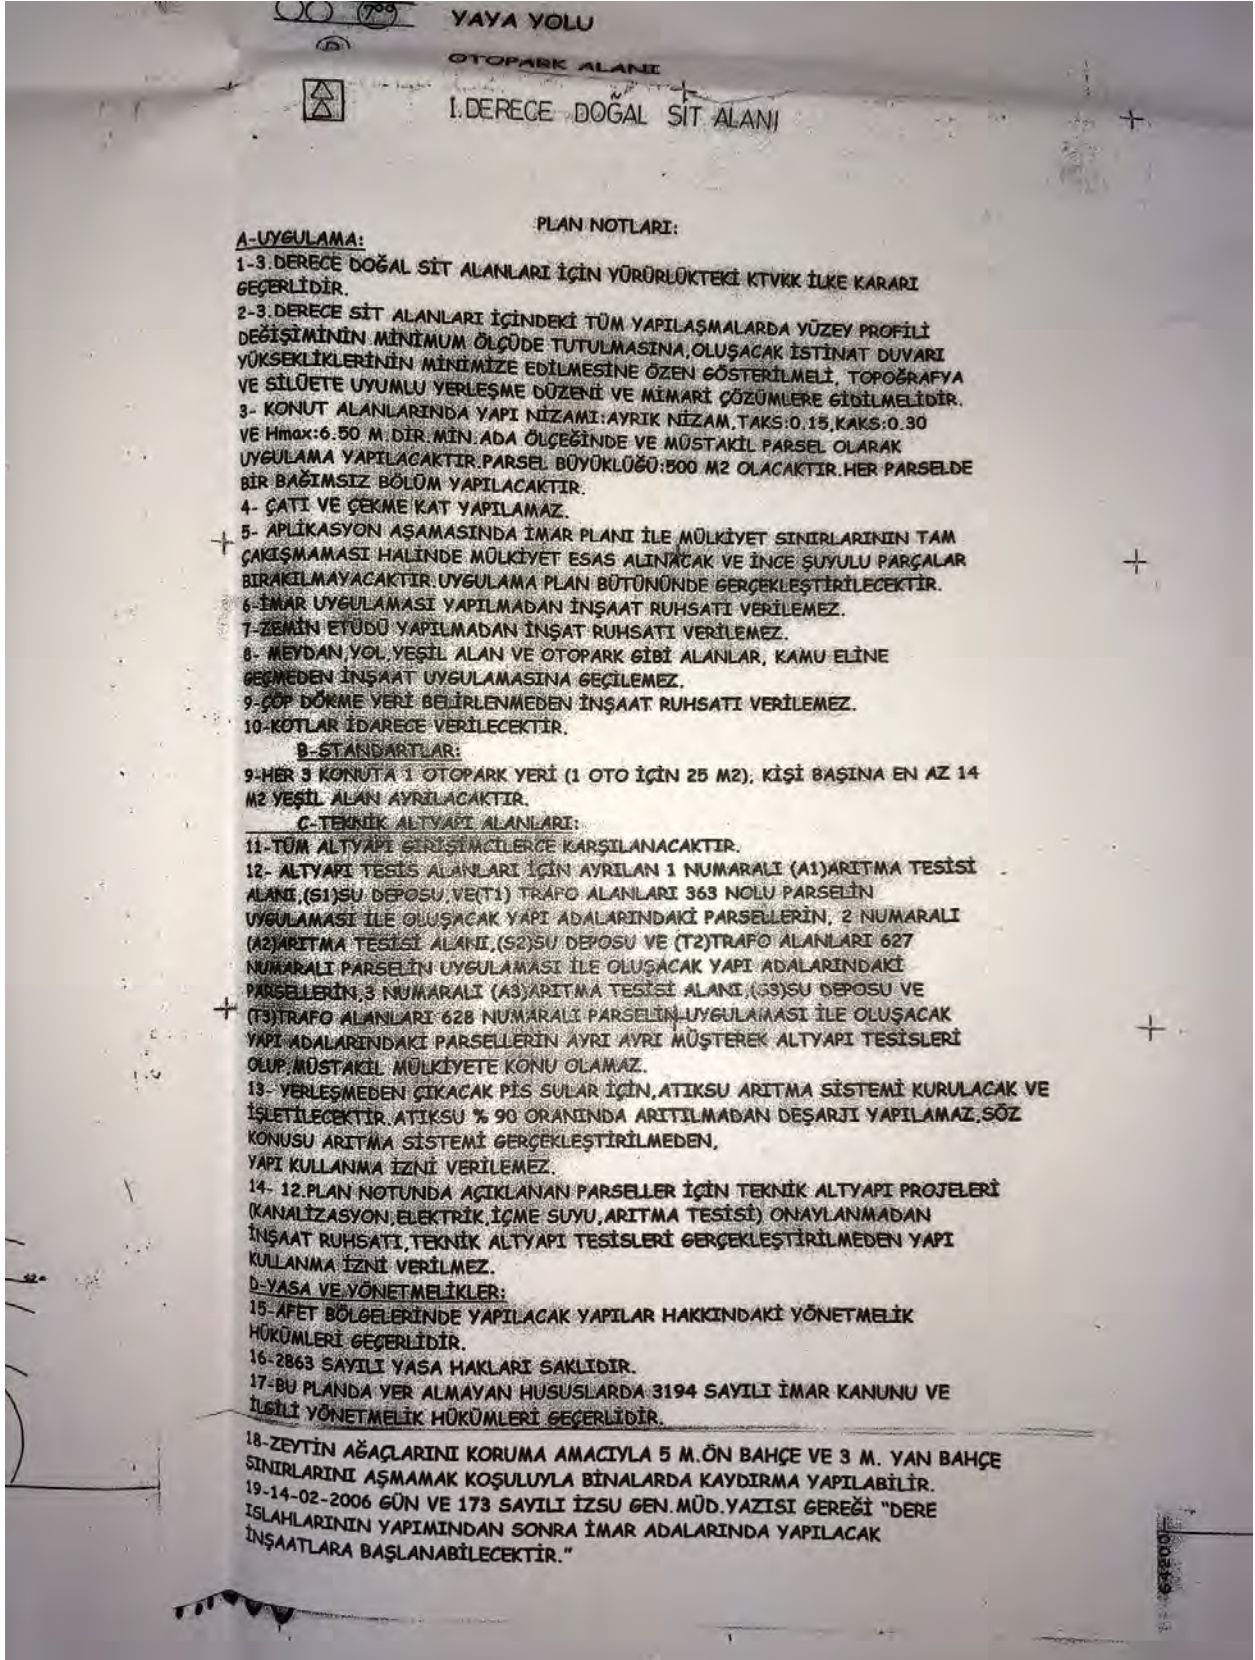 YAYA YOLU
OTOPARK ALANI
I.DERECE DOĞAL SİT ALANI
PLAN NOTLARI:
A-UYGULAMA:
1-3.DERECE DOĞAL SİT ALANLARI İÇİN YÜRÜRLÜKTEKİ KTVKK İLKE KARARI
GEÇERLİDİR.
2-3.DERECE SİT ALANLARI İÇİNDEKİ TÜM YAPILAŞMALARDA YÜZEY PROFİLİ
DEĞİŞİMİNİN MİNİMUM ÖLÇÜDE TUTULMASINA,OLUŞACAK İSTİNAT DUVARI
YÜKSEKLİKLERİNİN MİNİMİZE EDİLMESİNE ÖZEN GÖSTERİLMELİ, TOPOĞRAFYA
VE SİLÜETE UYUMLU YERLEŞME DÜZENİ VE MİMARİ ÇÖZÜMLERE GİDİLMELİDİR.
3- KONUT ALANLARINDA YAPI NİZAMI:AYRIK NİZAM,TAKS:0.15,KAKS:0.30
VE Hmax:6.50 M.DİR.MİN.ADA ÖLÇEĞİNDE VE MÜSTAKİL PARSEL OLARAK
UYGULAMA YAPILACAKTIR.PARSEL BÜYÜKLÜĞÜ:500 M2 OLACAKTIR.HER PARSELDE
BİR BAĞIMSIZ BÖLÜM YAPILACAKTIR.
4- ÇATI VE ÇEKME KAT YAPILAMAZ.
5- APLİKASYON AŞAMASINDA İMAR PLANI İLE MÜLKİYET SINIRLARININ TAM
ÇAKIŞMAMASI HALİNDE MÜLKİYET ESAS ALINACAK VE İNCE ŞUYULU PARÇALAR
BIRAKILMAYACAKTIR.UYGULAMA PLAN BÜTÜNÜNDE GERÇEKLEŞTİRİLECEKTİR.
6-İMAR UYGULAMASI YAPILMADAN İNŞAAT RUHSATI VERİLEMEZ.
7-ZEMİN ETÜDÜ YAPILMADAN İNŞAT RUHSATI VERİLEMEZ.
8- MEYDAN,YOL,YEŞİL ALAN VE OTOPARK GİBİ ALANLAR, KAMU ELİNE
GEÇMEDEN İNŞAAT UYGULAMASINA GEÇİLEMEZ.
9-ÇÖP DÖKME YERİ BELİRLENMEDEN İNŞAAT RUHSATI VERİLEMEZ.
10-KOTLAR İDARECE VERİLECEKTİR.
B-STANDARTLAR:
9-HER 3 KONUTA 1 OTOPARK YERİ (1 OTO İÇİN 25 M2), KİŞİ BAŞINA EN AZ 14
M2 YEŞİL ALAN AYRILACAKTIR.
C-TEKNİK ALTYAPI ALANLARI:
11-TÜM ALTYAPI GİRİŞİMCİLERCE KARŞILANACAKTIR.
12- ALTYAPI TESİS ALANLARI İÇİN AYRILAN 1 NUMARALI (A1)ARITMA TESİSİ
ALANI,(S1)SU DEPOSU VE(T1) TRAFO ALANLARI 363 NOLU PARSELİN
UYGULAMASI İLE OLUŞACAK YAPI ADALARINDAKİ PARSELLERİN, 2 NUMARALI
(A2)ARITMA TESİSİ ALANI,(S2)SU DEPOSU VE (T2)TRAFO ALANLARI 627
NUMARALI PARSELİN UYGULAMASI İLE OLUŞACAK YAPI ADALARINDAKİ
PARSELLERİN,3 NUMARALI (A3)ARITMA TESİSİ ALANI,(S3)SU DEPOSU VE
(T3)TRAFO ALANLARI 628 NUMARALI PARSELİN UYGULAMASI İLE OLUŞACAK
YAPI ADALARINDAKİ PARSELLERİN AYRI AYRI MÜŞTEREK ALTYAPI TESİSLERİ
OLUP,MÜSTAKİL MÜLKİYETE KONU OLAMAZ.
13- YERLEŞMEDEN ÇIKACAK PİS SULAR İÇİN,ATIKSU ARITMA SİSTEMİ KURULACAK VE
İŞLETİLECEKTİR.ATIKSU % 90 ORANINDA ARITILMADAN DEŞARJI YAPILAMAZ,SÖZ
KONUSU ARITMA SİSTEMİ GERÇEKLEŞTİRİLMEDEN,
YAPI KULLANMA İZNİ VERİLEMEZ.
14- 12.PLAN NOTUNDA AÇIKLANAN PARSELLER İÇİN TEKNİK ALTYAPI PROJELERİ
(KANALİZASYON,ELEKTRİK,İÇME SUYU,ARITMA TESİSİ) ONAYLANMADAN
İNŞAAT RUHSATI,TEKNİK ALTYAPI TESİSLERİ GERÇEKLEŞTİRİLMEDEN YAPI
KULLANMA İZNİ VERİLMEZ.
D-YASA VE YÖNETMELİKLER:
15-AFET BÖLGELERİNDE YAPILACAK YAPILAR HAKKINDAKİ YÖNETMELİK
HÜKÜMLERİ GEÇERLİDİR.
16-2863 SAYILI YASA HAKLARI SAKLIDIR.
17-BU PLANDA YER ALMAYAN HUSUSLARDA 3194 SAYILI İMAR KANUNU VE
İLGİLİ YÖNETMELİK HÜKÜMLERİ GEÇERLİDİR.
18-ZEYTİN AĞAÇLARINI KORUMA AMACIYLA 5 M.ÖN BAHÇE VE 3 M. YAN BAHÇE
SINIRLARINI AŞMAMAK KOŞULUYLA BİNALARDA KAYDIRMA YAPILABİLİR.
19-14-02-2006 GÜN VE 173 SAYILI İZSU GEN.MÜD.YAZISI GEREĞİ "DERE
ISLAHLARININ YAPIMINDAN SONRA İMAR ADALARINDA YAPILACAK
İNŞAATLARA BAŞLANABİLECEKTİR."
64200